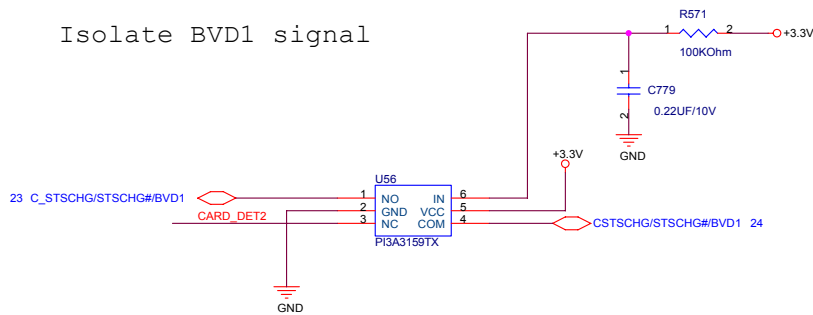 Isolate BVD1 signal
R571
1 2
+3.3V
100KOhm
1
C779
0.22UF/10V
2
GND
+3.3V
U56
23 C_STSCHG/STSCHG#/BVD1
1 NO IN 6
2 GND VCC 5
CARD_DET2
3 NC COM 4
CSTSCHG/STSCHG#/BVD1 24
PI3A3159TX
GND